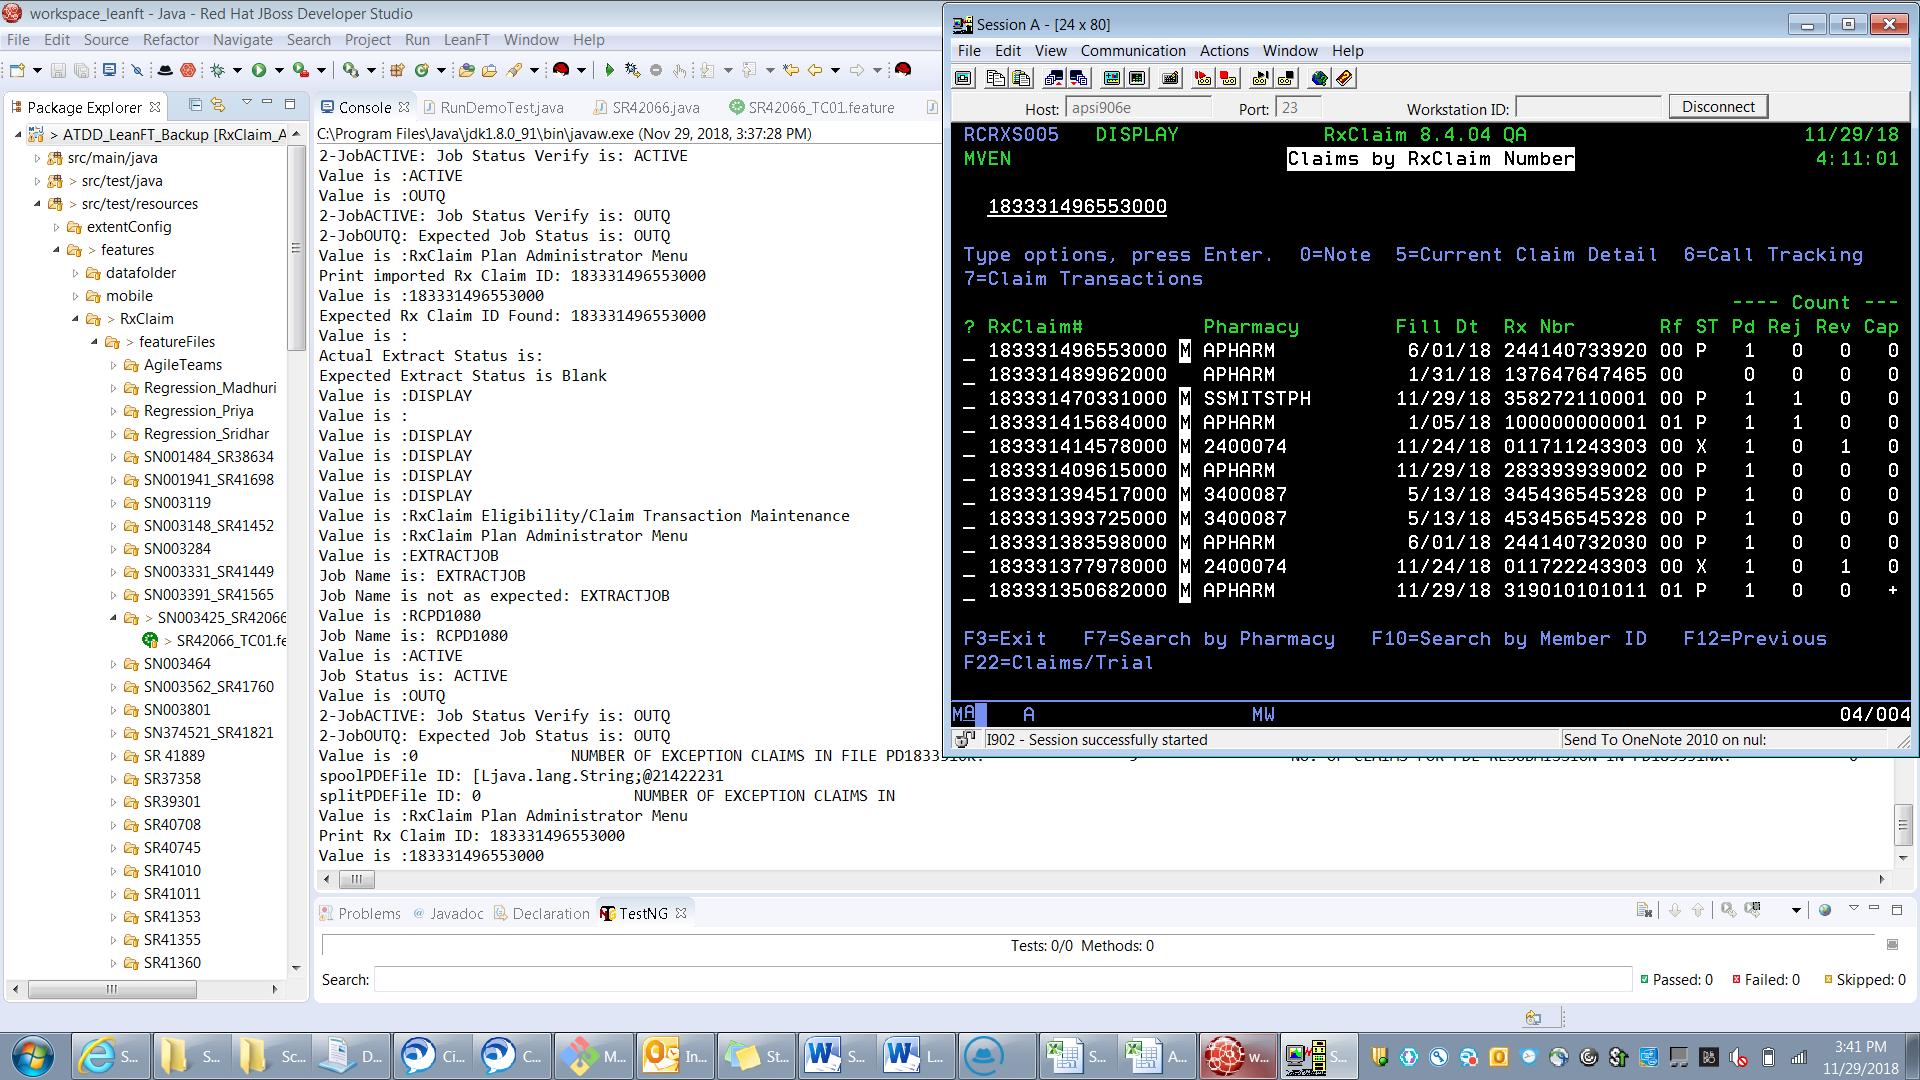 workspace_leanft - Java - Red Hat JBoss Developer Studio
File Edit Source Refactor Navigate Search Project Run LeanFT Window Help
Package Explorer
ATDD_LeanFT_Backup [RxClaim_A
src/main/java
> src/test/java
> src/test/resources
extentConfig
> features
datafolder
mobile
> RxClaim
> featureFiles
AgileTeams
Regression_Madhuri
Regression_Priya
Regression_Sridhar
SN001484_SR38634
SN001941_SR41698
SN003119
SN003148_SR41452
SN003284
SN003331_SR41449
SN003391_SR41565
> SN003425_SR42066
> SR42066_TC01.fe
SN003464
SN003562_SR41760
SN003801
SN374521_SR41821
SR 41889
SR37358
SR39301
SR40708
SR40745
SR41010
SR41011
SR41353
SR41355
SR41360
Console RunDemoTest.java SR42066.java SR42066_TC01.feature
C:\Program Files\Java\jdk1.8.0_91\bin\javaw.exe (Nov 29, 2018, 3:37:28 PM)
2-JobACTIVE: Job Status Verify is: ACTIVE
Value is :ACTIVE
Value is :OUTQ
2-JobACTIVE: Job Status Verify is: OUTQ
2-JobOUTQ: Expected Job Status is: OUTQ
Value is :RxClaim Plan Administrator Menu
Print imported Rx Claim ID: 183331496553000
Value is :183331496553000
Expected Rx Claim ID Found: 183331496553000
Value is :
Actual Extract Status is:
Expected Extract Status is Blank
Value is :DISPLAY
Value is :
Value is :DISPLAY
Value is :DISPLAY
Value is :DISPLAY
Value is :DISPLAY
Value is :RxClaim Eligibility/Claim Transaction Maintenance
Value is :RxClaim Plan Administrator Menu
Value is :EXTRACTJOB
Job Name is: EXTRACTJOB
Job Name is not as expected: EXTRACTJOB
Value is :RCPD1080
Job Name is: RCPD1080
Value is :ACTIVE
Job Status is: ACTIVE
Value is :OUTQ
2-JobACTIVE: Job Status Verify is: OUTQ
2-JobOUTQ: Expected Job Status is: OUTQ
Value is :0 NUMBER OF EXCEPTION CLAIMS IN FILE
spoolPDEFile ID: [Ljava.lang.String;@21422231
splitPDEFile ID: 0 NUMBER OF EXCEPTION CLAIMS IN
Value is :RxClaim Plan Administrator Menu
Print Rx Claim ID: 183331496553000
Value is :183331496553000
Session A - [24 x 80]
File Edit View Communication Actions Window Help
Host: apsi906e Port: 23 Workstation ID: Disconnect
RCRXS005 DISPLAY RxClaim 8.4.04 QA 11/29/18
MVEN Claims by RxClaim Number 4:11:01
183331496553000
Type options, press Enter. 0=Note 5=Current Claim Detail 6=Call Tracking
7=Claim Transactions
---- Count ---
? RxClaim# Pharmacy Fill Dt Rx Nbr Rf ST Pd Rej Rev Cap
_ 183331496553000 M APHARM 6/01/18 244140733920 00 P 1 0 0 0
_ 183331489962000 APHARM 1/31/18 137647647465 00 0 0 0 0
_ 183331470331000 M SSMITSTPH 11/29/18 358272110001 00 P 1 1 0 0
_ 183331415684000 M APHARM 1/05/18 100000000001 01 P 1 1 0 0
_ 183331414578000 M 2400074 11/24/18 011711243303 00 X 1 0 1 0
_ 183331409615000 M APHARM 11/29/18 283393939002 00 P 1 0 0 0
_ 183331394517000 M 3400087 5/13/18 345436545328 00 P 1 0 0 0
_ 183331393725000 M 3400087 5/13/18 453456545328 00 P 1 0 0 0
_ 183331383598000 M APHARM 6/01/18 244140732030 00 P 1 0 0 0
_ 183331377978000 M 2400074 11/24/18 011722243303 00 X 1 0 1 0
_ 183331350682000 M APHARM 11/29/18 319010101011 01 P 1 0 0 +
F3=Exit F7=Search by Pharmacy F10=Search by Member ID F12=Previous
F22=Claims/Trial
MA A MW 04/004
I902 - Session successfully started Send To OneNote 2010 on nul:
Problems @ Javadoc Declaration TestNG
Tests: 0/0 Methods: 0
Search: Passed: 0 Failed: 0 Skipped: 0
S... S... Sc... D... Ci... C... M... In... St... S... L... S... A... w... S...
3:41 PM
11/29/2018